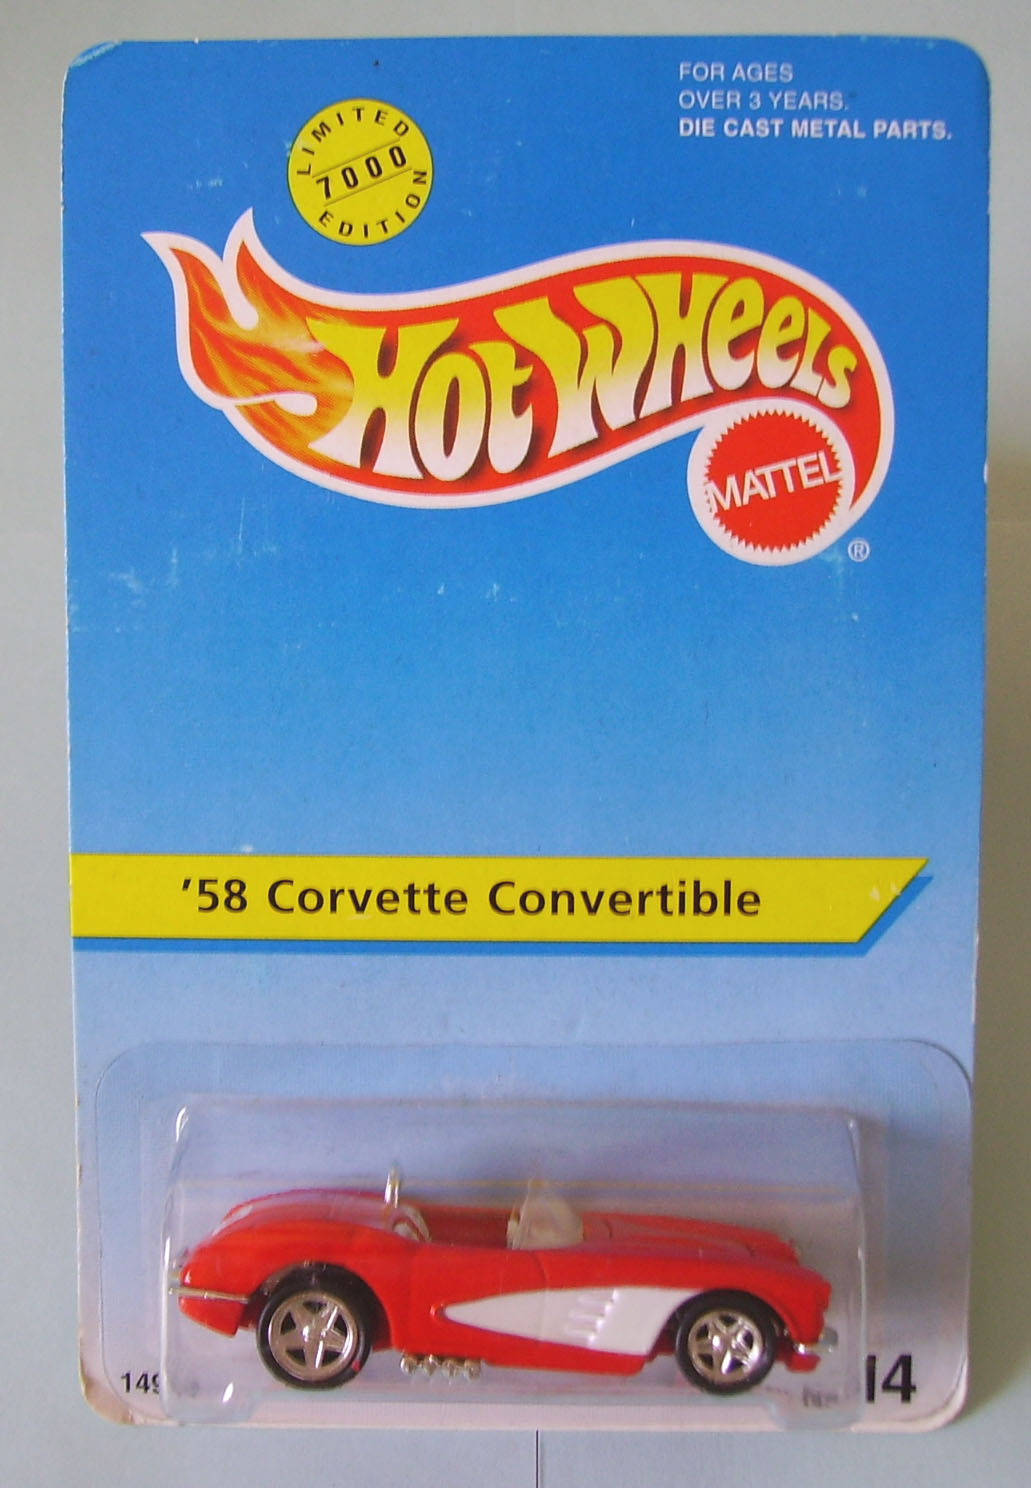 FOR AGES
OVER 3 YEARS.
DIE CAST METAL PARTS.
LIMITED
7000
EDITION
HOT WHEELS
MATTEL
®
'58 Corvette Convertible
149
14